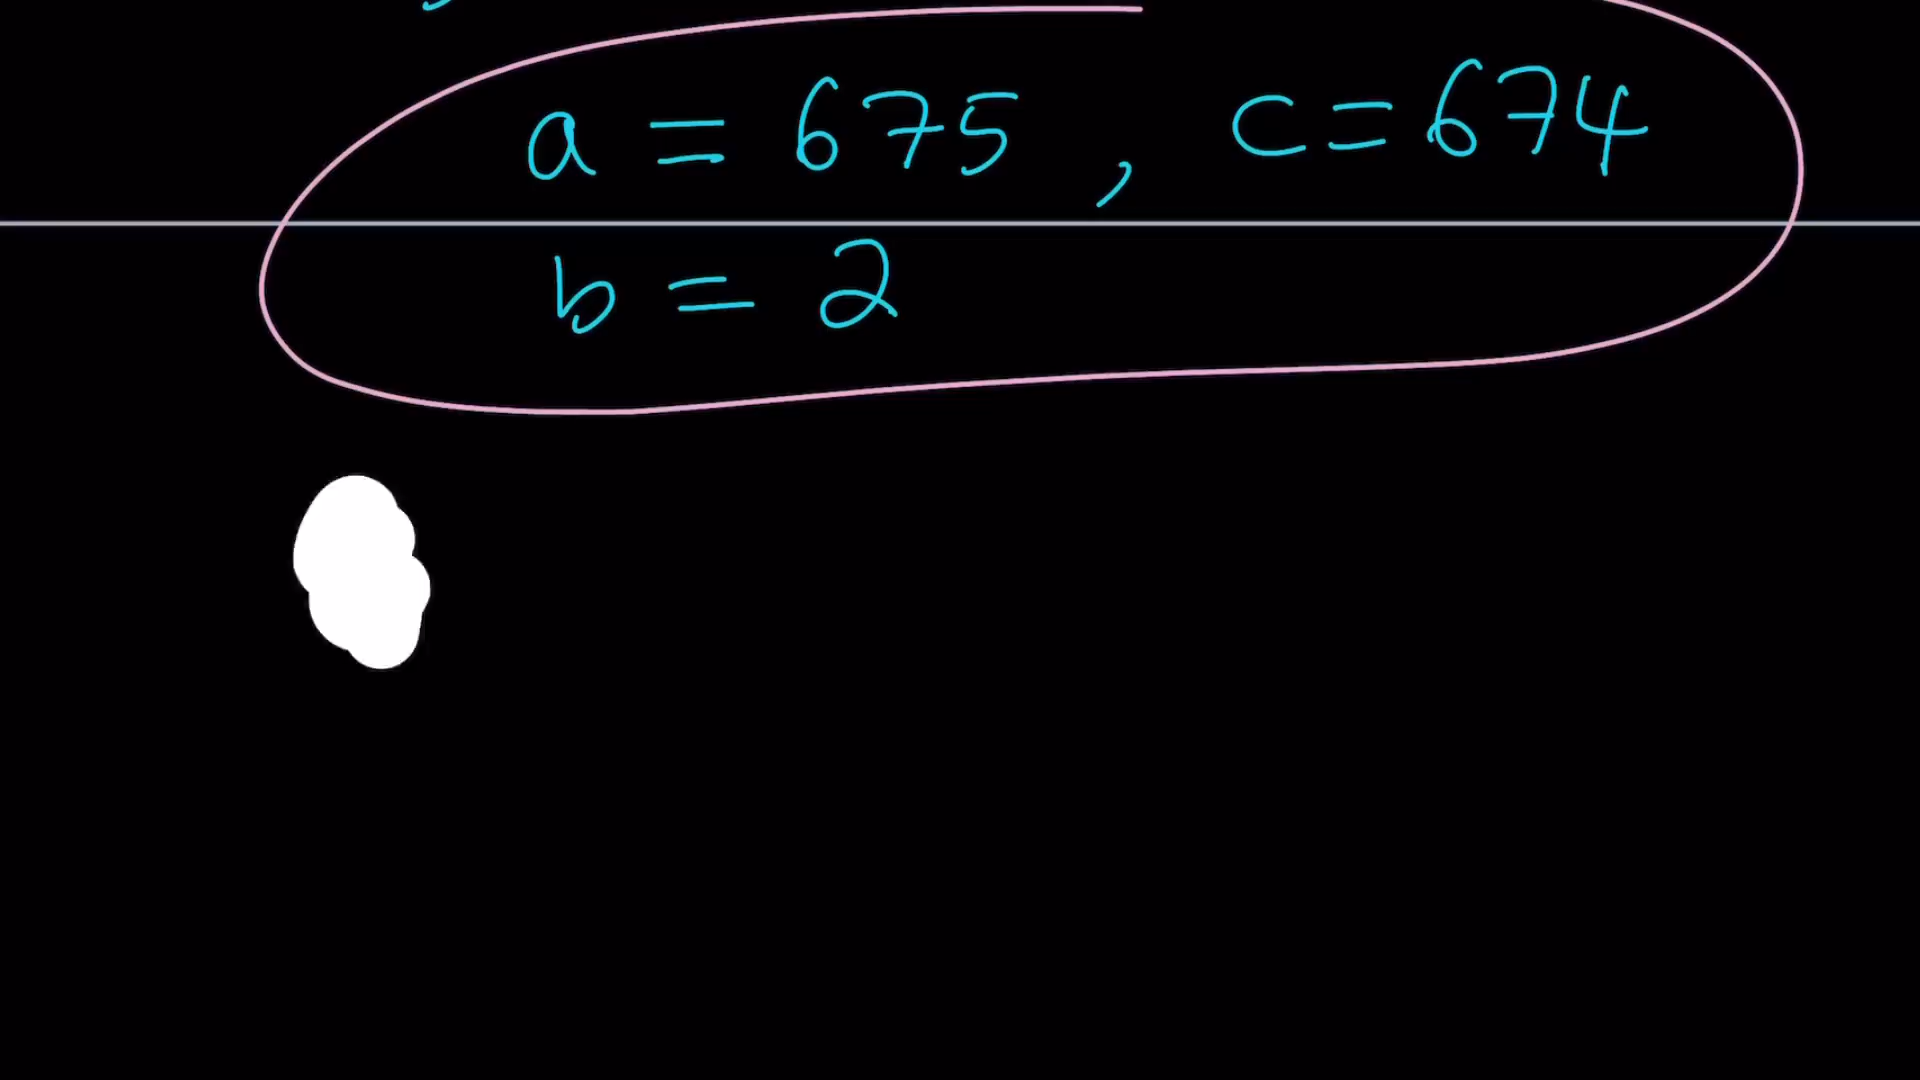 a = 675 , c = 674
b = 2